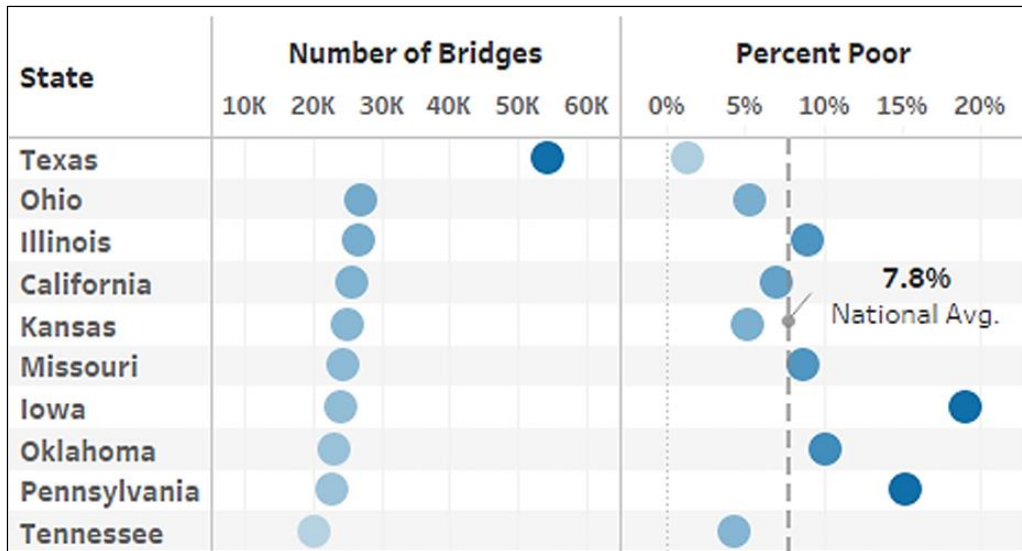 State
Number of Bridges
Percent Poor
10K 20K 30K 40K 50K 60K
0% 5% 10% 15% 20%
Texas
Ohio
Illinois
California
Kansas
Missouri
Iowa
Oklahoma
Pennsylvania
Tennessee
7.8%
National Avg.